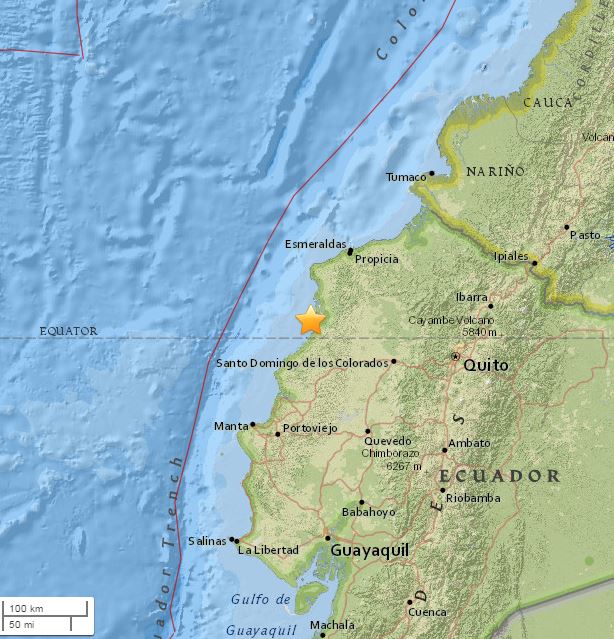 Colo
CORDILLE
CAUCA
Volcán
Tumaco
NARIÑO
Pasto
Esmeraldas
Propicia
Ipiales
Ibarra
Cayambe Volcano
5840 m
EQUATOR
Santo Domingo de los Colorados
Quito
Manta
Portoviejo
Quevedo
Chimborazo
6267 m
Ambato
ECUADOR
Riobamba
Babahoyo
ador Trench
Salinas
La Libertad
Guayaquil
Gulfo de
Guayaquil
Cuenca
Machala
D
E
S
100 km
50 mi